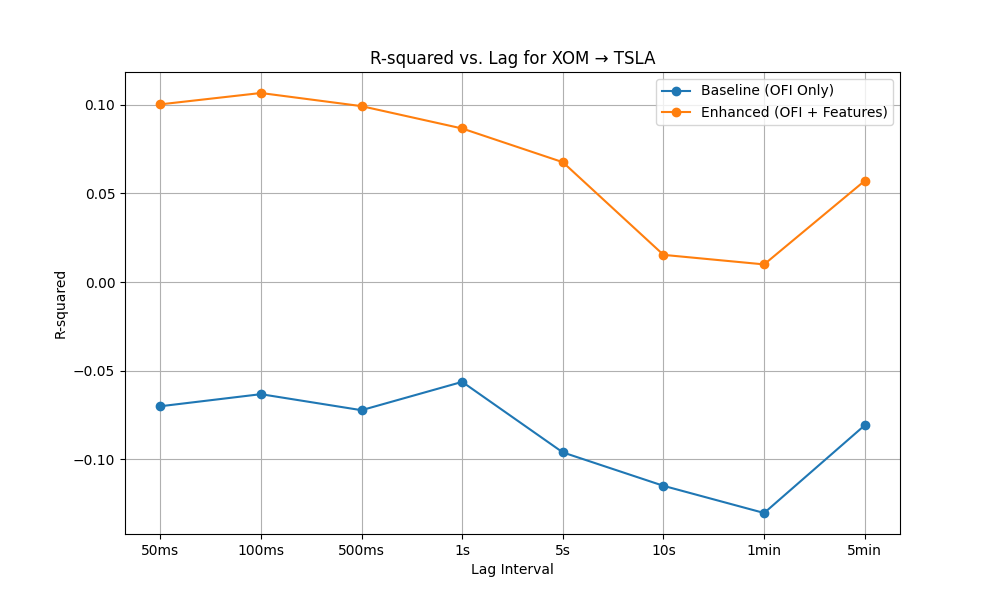 R-squared vs. Lag for XOM → TSLA
Baseline (OFI Only)
Enhanced (OFI + Features)
R-squared
0.10
0.05
0.00
−0.05
−0.10
50ms 100ms 500ms 1s 5s 10s 1min 5min
Lag Interval